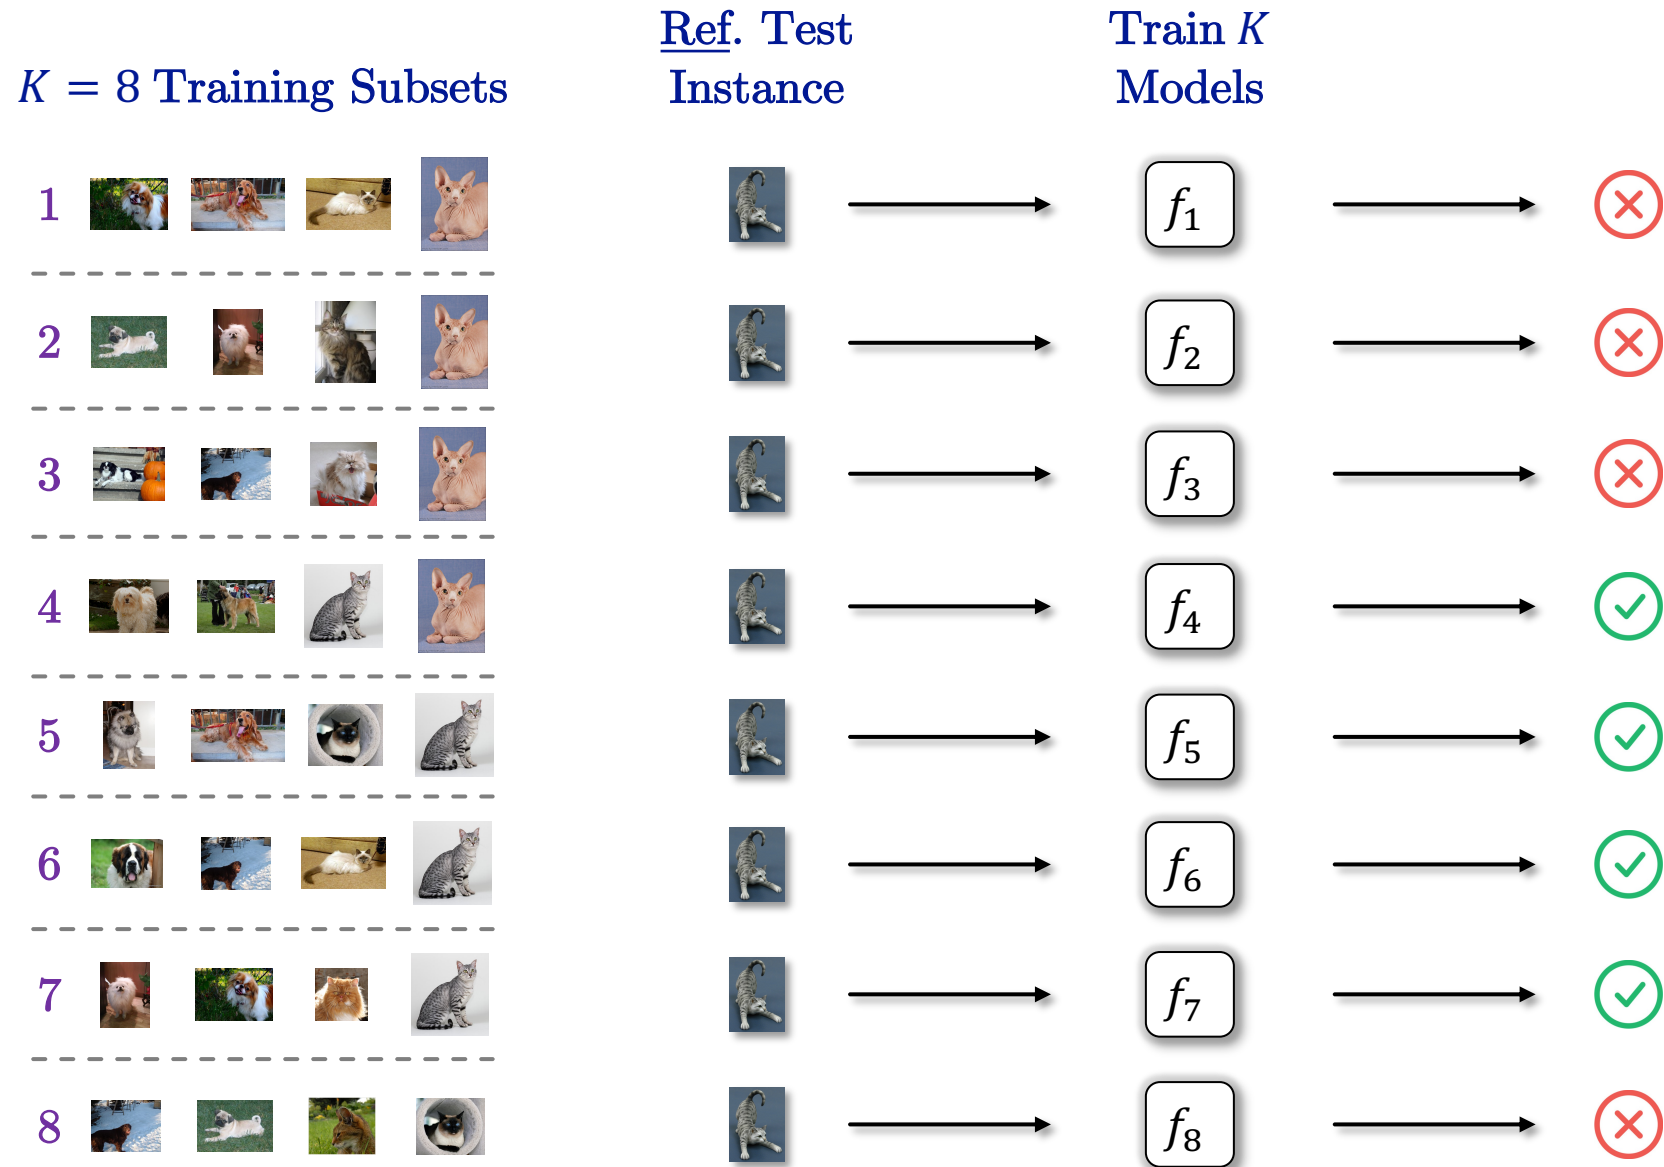 K = 8 Training Subsets
Ref. Test
Instance
Train K
Models
1
f₁
2
f₂
3
f₃
4
f₄
5
f₅
6
f₆
7
f₇
8
f₈